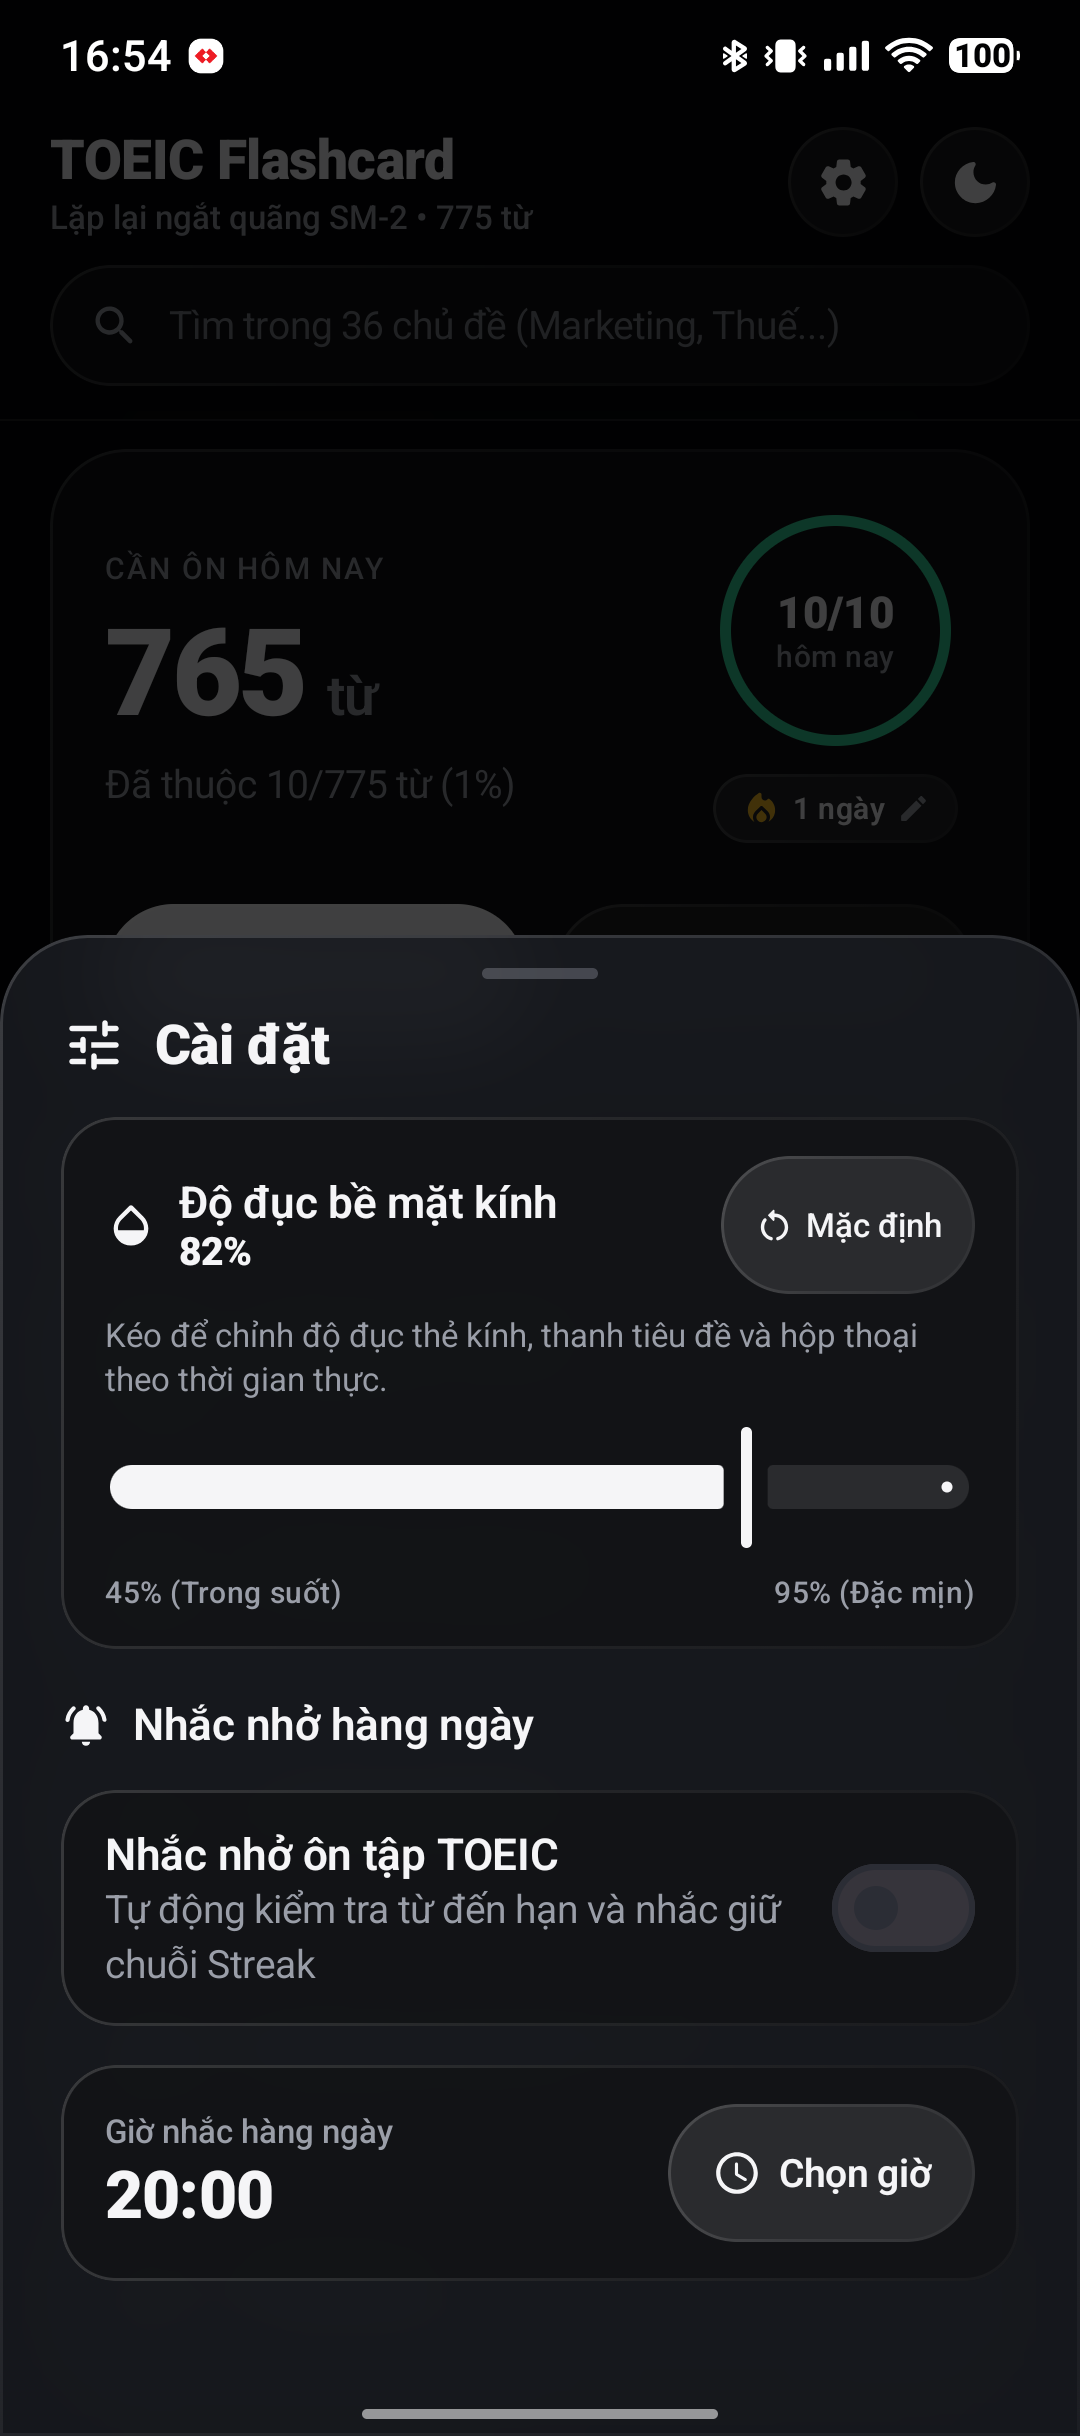 16:54
100
TOEIC Flashcard
Lặp lại ngắt quãng SM-2 • 775 từ
Tìm trong 36 chủ đề (Marketing, Thuế...)
CẦN ÔN HÔM NAY
765 từ
Đã thuộc 10/775 từ (1%)
10/10
hôm nay
1 ngày
Cài đặt
Độ đục bề mặt kính
82%
Mặc định
Kéo để chỉnh độ đục thẻ kính, thanh tiêu đề và hộp thoại
theo thời gian thực.
45% (Trong suốt)
95% (Đặc mịn)
Nhắc nhở hàng ngày
Nhắc nhở ôn tập TOEIC
Tự động kiểm tra từ đến hạn và nhắc giữ
chuỗi Streak
Giờ nhắc hàng ngày
20:00
Chọn giờ